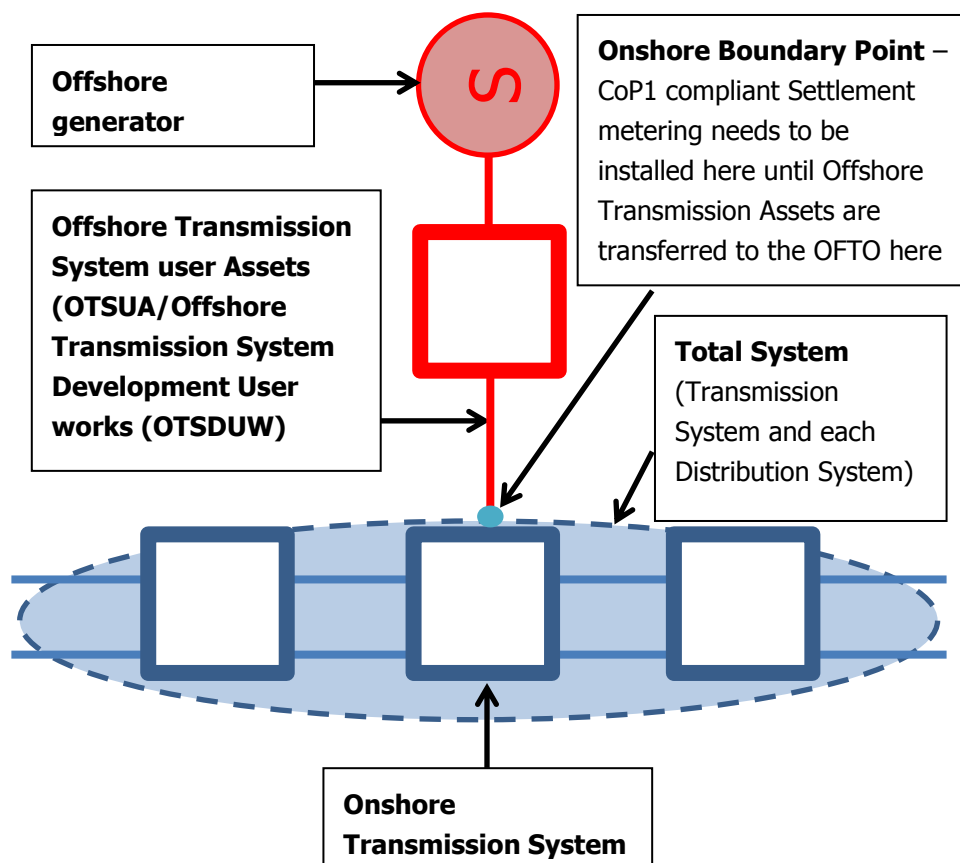 Offshore
generator
S
Onshore Boundary Point –
CoP1 compliant Settlement
metering needs to be
installed here until Offshore
Transmission Assets are
transferred to the OFTO here
Offshore Transmission
System user Assets
(OTSUA/Offshore
Transmission System
Development User
works (OTSDUW)
Total System
(Transmission
System and each
Distribution System)
Onshore
Transmission System